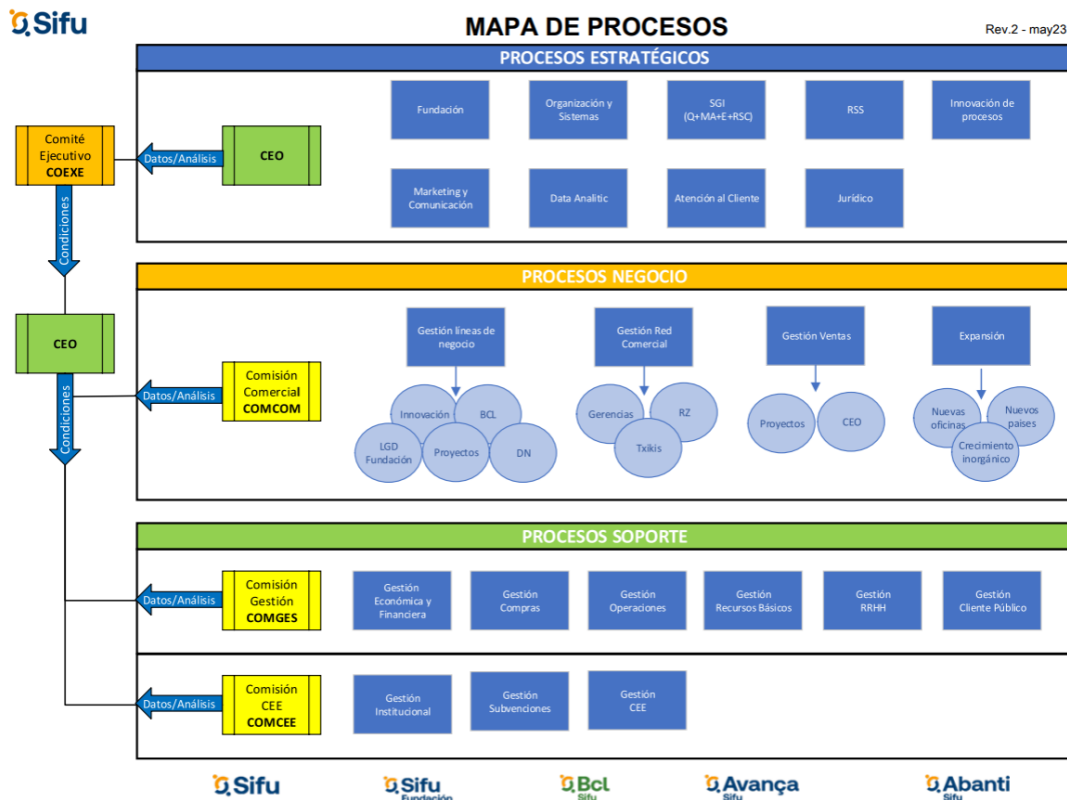 Sifu
MAPA DE PROCESOS
Rev.2 - may23
PROCESOS ESTRATÉGICOS
Fundación
Organización y
Sistemas
SGI
(Q+MA+E+RSC)
RSS
Innovación de
procesos
Comité
Ejecutivo
COEXE
Datos/Análisis
CEO
Marketing y
Comunicación
Data Analitic
Atención al Cliente
Jurídico
Condiciones
PROCESOS NEGOCIO
CEO
Gestión líneas de
negocio
Gestión Red
Comercial
Gestión Ventas
Expansión
Datos/Análisis
Comisión
Comercial
COMCOM
Condiciones
Innovación
BCL
LGD
Fundación
Proyectos
DN
Gerencias
RZ
Txikis
Proyectos
CEO
Nuevas
oficinas
Nuevos
países
Crecimiento
inorgánico
PROCESOS SOPORTE
Datos/Análisis
Comisión
Gestión
COMGES
Gestión
Económica y
Financiera
Gestión
Compras
Gestión
Operaciones
Gestión
Recursos Básicos
Gestión
RRHH
Gestión
Cliente Público
Datos/Análisis
Comisión
CEE
COMCEE
Gestión
Institucional
Gestión
Subvenciones
Gestión
CEE
Sifu
Sifu
Fundación
Bcl
Sifu
Avança
Sifu
Abanti
Sifu